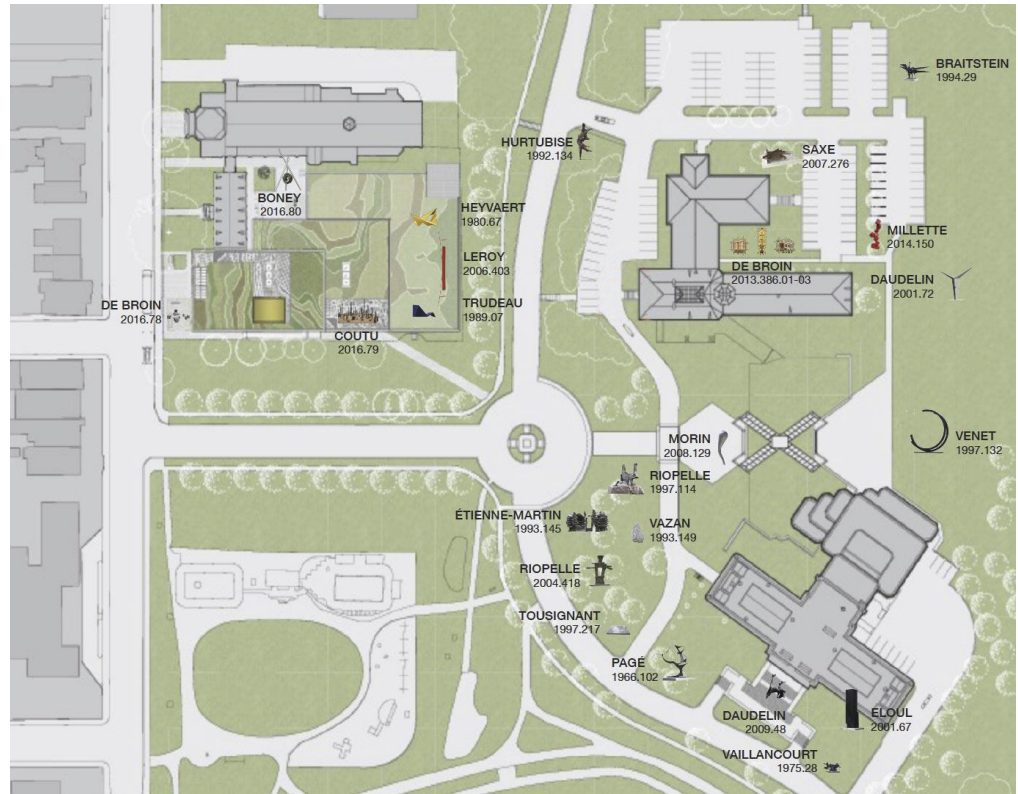 BRAITSTEIN
1994.29
HURTUBISE
1992.134
SAXE
2007.276
BONEY
2016.80
HEYVAERT
1980.67
MILLETTE
2014.150
LEROY
2006.403
DE BROIN
2013.386.01-03
DAUDELIN
2001.72
DE BROIN
2016.78
TRUDEAU
1989.07
COUTU
2016.79
MORIN
2008.129
VENET
1997.132
RIOPELLE
1997.114
ÉTIENNE-MARTIN
1993.145
VAZAN
1993.149
RIOPELLE
2004.418
TOUSIGNANT
1997.217
PAGÉ
1966.102
DAUDELIN
2009.48
ELOUL
2001.67
VAILLANCOURT
1975.28